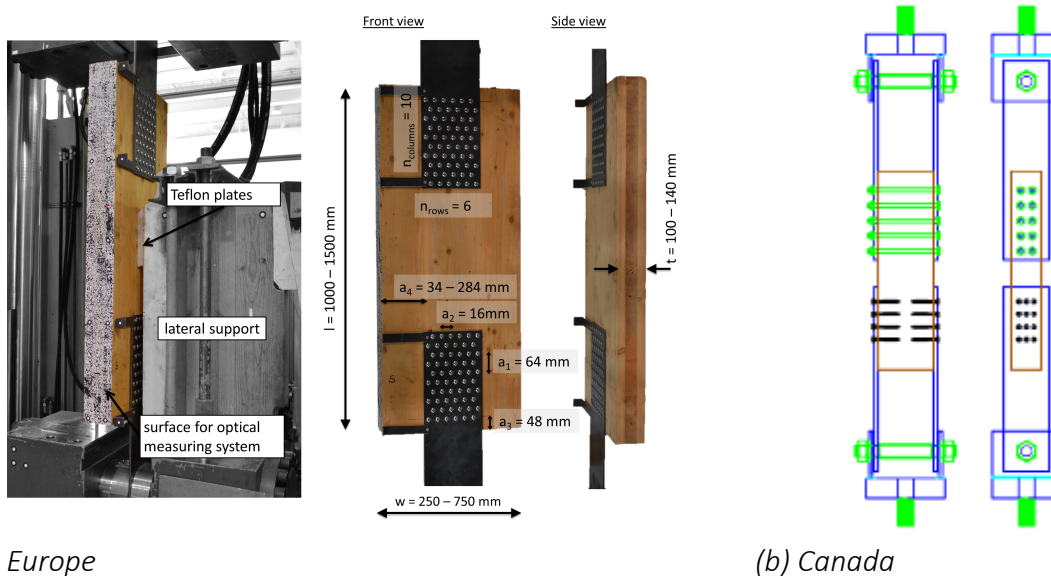 Front view
Side view
Teflon plates
lateral support
surface for optical
measuring system
l = 1000 – 1500 mm
n_columns = 10
n_rows = 6
a₄ = 34 – 284 mm
a₂ = 16mm
a₁ = 64 mm
a₃ = 48 mm
S
w = 250 – 750 mm
t = 100 – 140 mm
Europe
(b) Canada